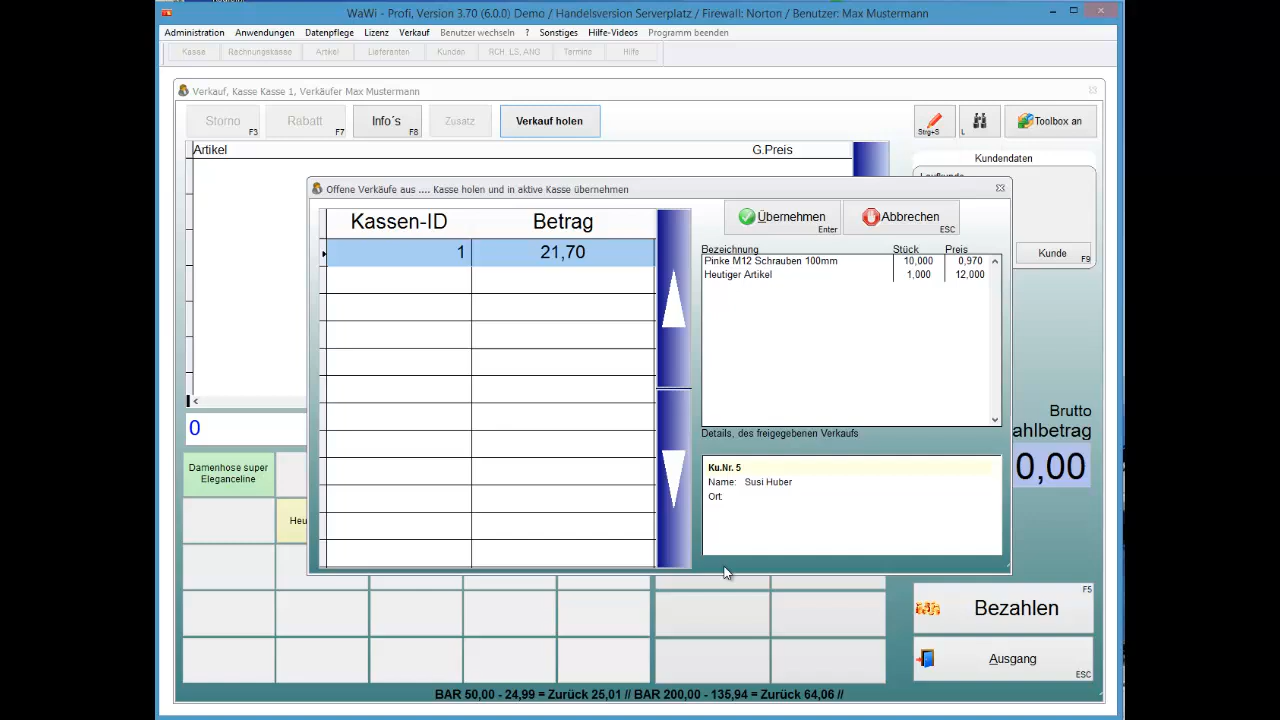 WaWi - Profi, Version 3.70 (6.0.0) Demo / Handelsversion Serverplatz / Firewall: Norton / Benutzer: Max Mustermann
Administration Anwendungen Datenpflege Lizenz Verkauf Benutzer wechseln ? Sonstiges Hilfe-Videos Programm beenden
Kasse Rechnungskasse Artikel Lieferanten Kunden RCH, LS, ANG Termine Hilfe
Verkauf, Kasse Kasse 1, Verkäufer Max Mustermann
Storno F3 Rabatt F7 Info´s F8 Zusatz Verkauf holen Strg+S L Toolbox an
Artikel G.Preis
Kundendaten
Offene Verkäufe aus .... Kasse holen und in aktive Kasse übernehmen
Kassen-ID Betrag
1 21,70
Übernehmen Enter Abbrechen ESC
Bezeichnung Stück Preis
Pinke M12 Schrauben 100mm 10,000 0,970
Heutiger Artikel 1,000 12,000
Details, des freigegebenen Verkaufs
Ku.Nr. 5
Name: Susi Huber
Ort:
Kunde F9
Brutto
ahlbetrag
0,00
0
Damenhose super
Eleganceline
Heu
Bezahlen F5
Ausgang ESC
BAR 50,00 - 24,99 = Zurück 25,01 // BAR 200,00 - 135,94 = Zurück 64,06 //